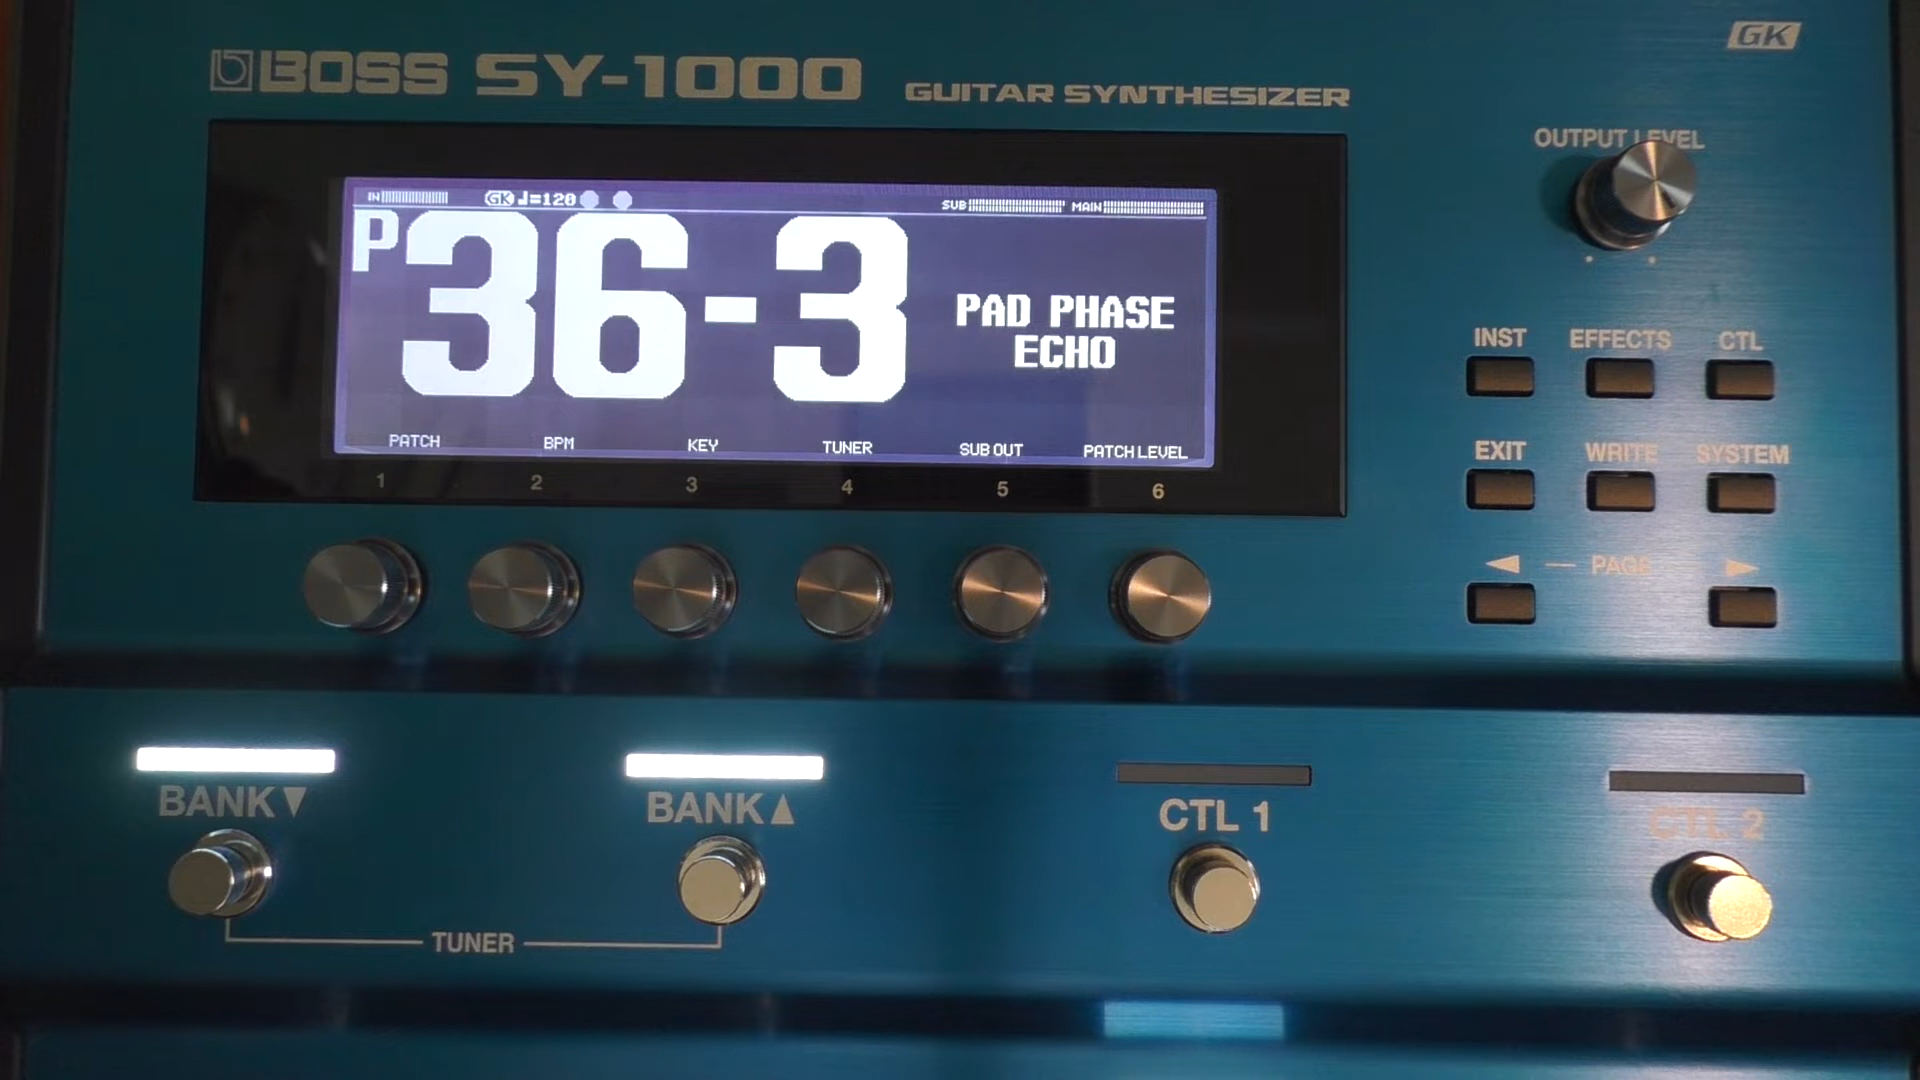 GK
BOSS SY-1000 GUITAR SYNTHESIZER
OUTPUT LEVEL
IN GK ♩=120 SUB MAIN
P36-3
PAD PHASE
ECHO
PATCH BPM KEY TUNER SUB OUT PATCH LEVEL
1 2 3 4 5 6
INST EFFECTS CTL
EXIT WRITE SYSTEM
◀ — PAGE ▶
BANK▼ BANK▲ CTL 1 CTL 2
TUNER